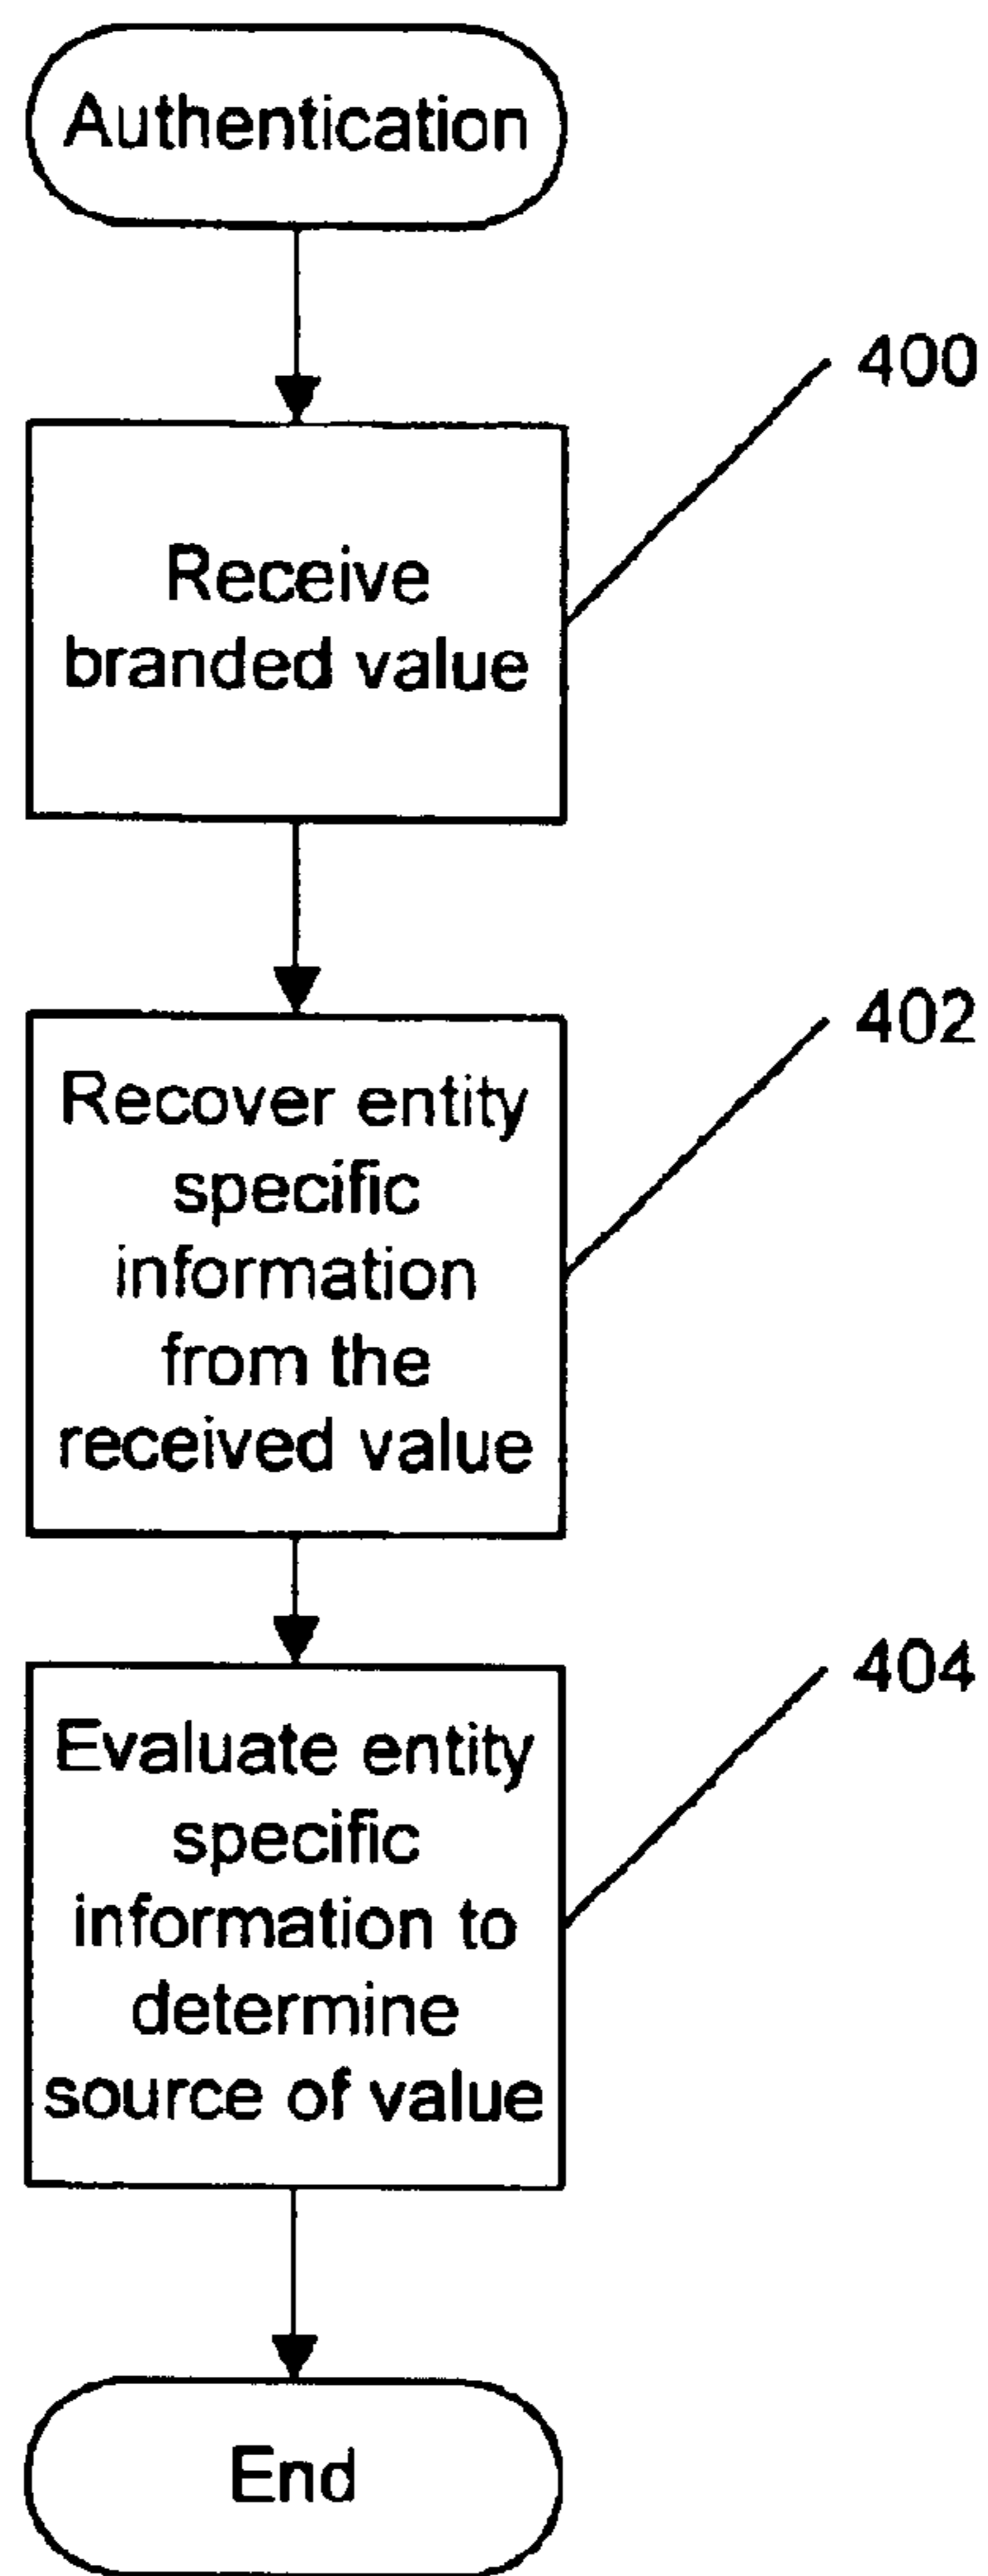 Authentication
400
Receive
branded value
402
Recover entity
specific
information
from the
received value
404
Evaluate entity
specific
information to
determine
source of value
End